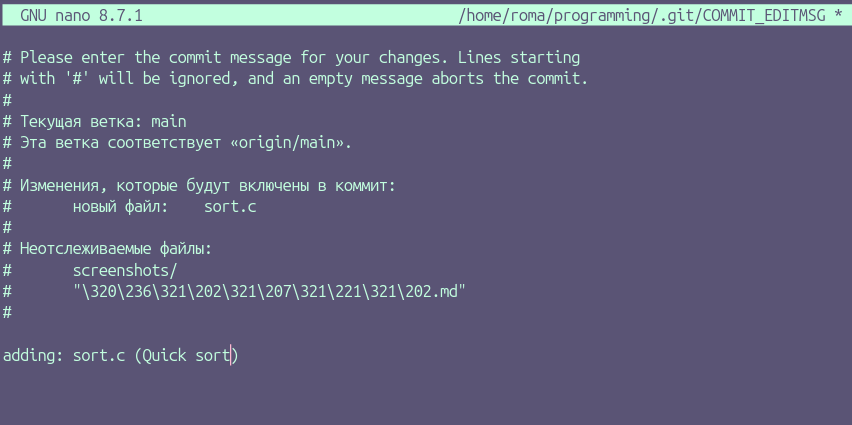 GNU nano 8.7.1 /home/roma/programming/.git/COMMIT_EDITMSG *
# Please enter the commit message for your changes. Lines starting
# with '#' will be ignored, and an empty message aborts the commit.
#
# Текущая ветка: main
# Эта ветка соответствует «origin/main».
#
# Изменения, которые будут включены в коммит:
#       новый файл:    sort.c
#
# Неотслеживаемые файлы:
#       screenshots/
#       "\320\236\321\202\321\207\321\221\321\202.md"
#
adding: sort.c (Quick sort)